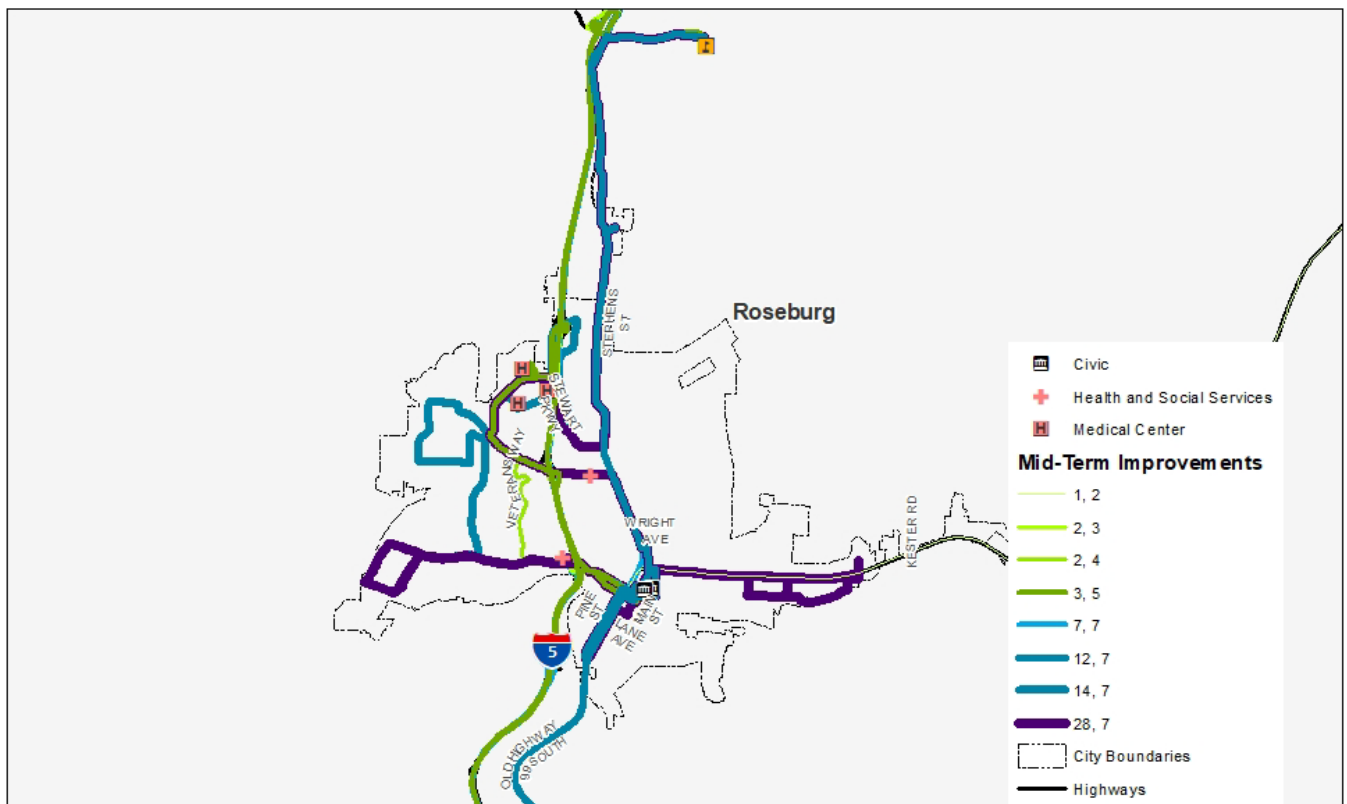 Roseburg
STEPHENS
ST
STEWART
PKWY
VETERANS WAY
WRIGHT
AVE
KESTER RD
PINE
ST
MAIN
ST
LANE
AVE
5
OLD HIGHWAY
99 SOUTH
H
H
H
Civic
Health and Social Services
H
Medical Center
Mid-Term Improvements
1, 2
2, 3
2, 4
3, 5
7, 7
12, 7
14, 7
28, 7
City Boundaries
Highways